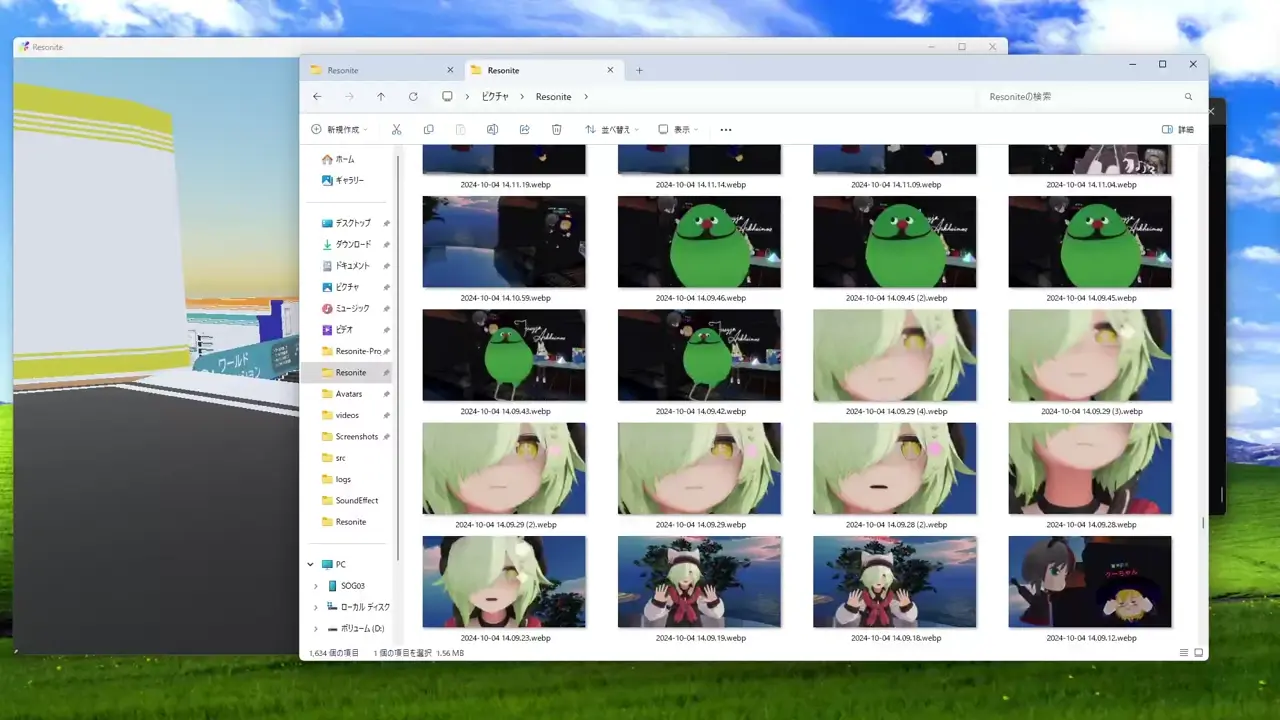 Resonite
Resonite
Resonite
ピクチャ
Resonite
Resoniteの検索
新規作成
並べ替え
表示
詳細
ホーム
ギャラリー
デスクトップ
ダウンロード
ドキュメント
ピクチャ
ミュージック
ビデオ
Resonite-Pro
Resonite
Avatars
videos
Screenshots
src
logs
SoundEffect
Resonite
PC
SOG03
ローカル ディスク
ボリューム (D:)
2024-10-04 14.11.19.webp
2024-10-04 14.11.14.webp
2024-10-04 14.11.09.webp
2024-10-04 14.11.04.webp
2024-10-04 14.10.59.webp
2024-10-04 14.09.46.webp
2024-10-04 14.09.45 (2).webp
2024-10-04 14.09.45.webp
2024-10-04 14.09.43.webp
2024-10-04 14.09.42.webp
2024-10-04 14.09.29 (4).webp
2024-10-04 14.09.29 (3).webp
2024-10-04 14.09.29 (2).webp
2024-10-04 14.09.29.webp
2024-10-04 14.09.28 (2).webp
2024-10-04 14.09.28.webp
2024-10-04 14.09.23.webp
2024-10-04 14.09.19.webp
2024-10-04 14.09.18.webp
2024-10-04 14.09.12.webp
1,634 個の項目
1 個の項目を選択 1.56 MB
ワールド